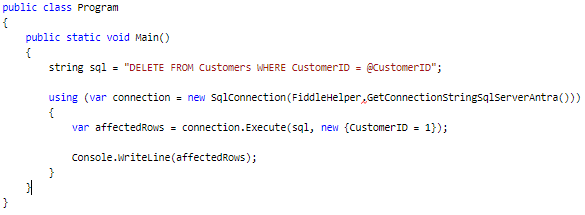 public class Program
{
    public static void Main()
    {
        string sql = "DELETE FROM Customers WHERE CustomerID = @CustomerID";
        using (var connection = new SqlConnection(FiddleHelper.GetConnectionStringSqlServerAntra()))
        {
            var affectedRows = connection.Execute(sql, new {CustomerID = 1});
            Console.WriteLine(affectedRows);
        }
    }
}